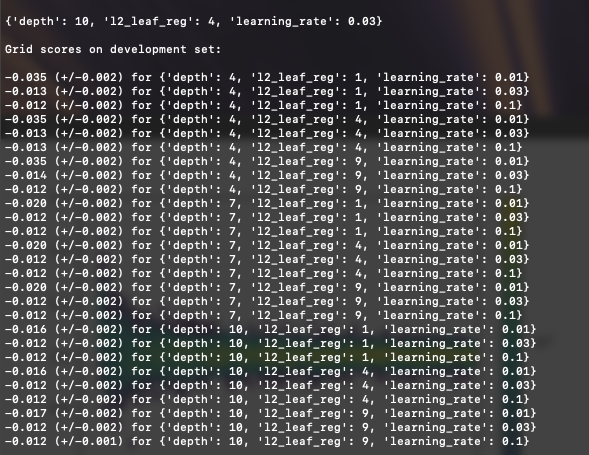 {'depth': 10, 'l2_leaf_reg': 4, 'learning_rate': 0.03}
Grid scores on development set:
-0.035 (+/-0.002) for {'depth': 4, 'l2_leaf_reg': 1, 'learning_rate': 0.01}
-0.013 (+/-0.002) for {'depth': 4, 'l2_leaf_reg': 1, 'learning_rate': 0.03}
-0.012 (+/-0.002) for {'depth': 4, 'l2_leaf_reg': 1, 'learning_rate': 0.1}
-0.035 (+/-0.002) for {'depth': 4, 'l2_leaf_reg': 4, 'learning_rate': 0.01}
-0.013 (+/-0.002) for {'depth': 4, 'l2_leaf_reg': 4, 'learning_rate': 0.03}
-0.013 (+/-0.002) for {'depth': 4, 'l2_leaf_reg': 4, 'learning_rate': 0.1}
-0.035 (+/-0.002) for {'depth': 4, 'l2_leaf_reg': 9, 'learning_rate': 0.01}
-0.014 (+/-0.002) for {'depth': 4, 'l2_leaf_reg': 9, 'learning_rate': 0.03}
-0.012 (+/-0.002) for {'depth': 4, 'l2_leaf_reg': 9, 'learning_rate': 0.1}
-0.020 (+/-0.002) for {'depth': 7, 'l2_leaf_reg': 1, 'learning_rate': 0.01}
-0.012 (+/-0.002) for {'depth': 7, 'l2_leaf_reg': 1, 'learning_rate': 0.03}
-0.012 (+/-0.002) for {'depth': 7, 'l2_leaf_reg': 1, 'learning_rate': 0.1}
-0.020 (+/-0.002) for {'depth': 7, 'l2_leaf_reg': 4, 'learning_rate': 0.01}
-0.012 (+/-0.002) for {'depth': 7, 'l2_leaf_reg': 4, 'learning_rate': 0.03}
-0.012 (+/-0.002) for {'depth': 7, 'l2_leaf_reg': 4, 'learning_rate': 0.1}
-0.020 (+/-0.002) for {'depth': 7, 'l2_leaf_reg': 9, 'learning_rate': 0.01}
-0.012 (+/-0.002) for {'depth': 7, 'l2_leaf_reg': 9, 'learning_rate': 0.03}
-0.012 (+/-0.002) for {'depth': 7, 'l2_leaf_reg': 9, 'learning_rate': 0.1}
-0.016 (+/-0.002) for {'depth': 10, 'l2_leaf_reg': 1, 'learning_rate': 0.01}
-0.012 (+/-0.002) for {'depth': 10, 'l2_leaf_reg': 1, 'learning_rate': 0.03}
-0.012 (+/-0.002) for {'depth': 10, 'l2_leaf_reg': 1, 'learning_rate': 0.1}
-0.016 (+/-0.002) for {'depth': 10, 'l2_leaf_reg': 4, 'learning_rate': 0.01}
-0.012 (+/-0.002) for {'depth': 10, 'l2_leaf_reg': 4, 'learning_rate': 0.03}
-0.012 (+/-0.002) for {'depth': 10, 'l2_leaf_reg': 4, 'learning_rate': 0.1}
-0.017 (+/-0.002) for {'depth': 10, 'l2_leaf_reg': 9, 'learning_rate': 0.01}
-0.012 (+/-0.002) for {'depth': 10, 'l2_leaf_reg': 9, 'learning_rate': 0.03}
-0.012 (+/-0.001) for {'depth': 10, 'l2_leaf_reg': 9, 'learning_rate': 0.1}